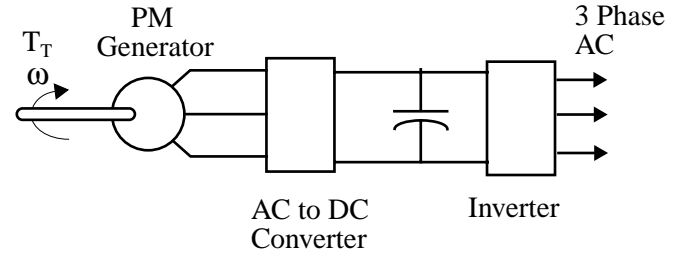 PM
Generator
T_T
ω
3 Phase
AC
AC to DC
Converter
Inverter